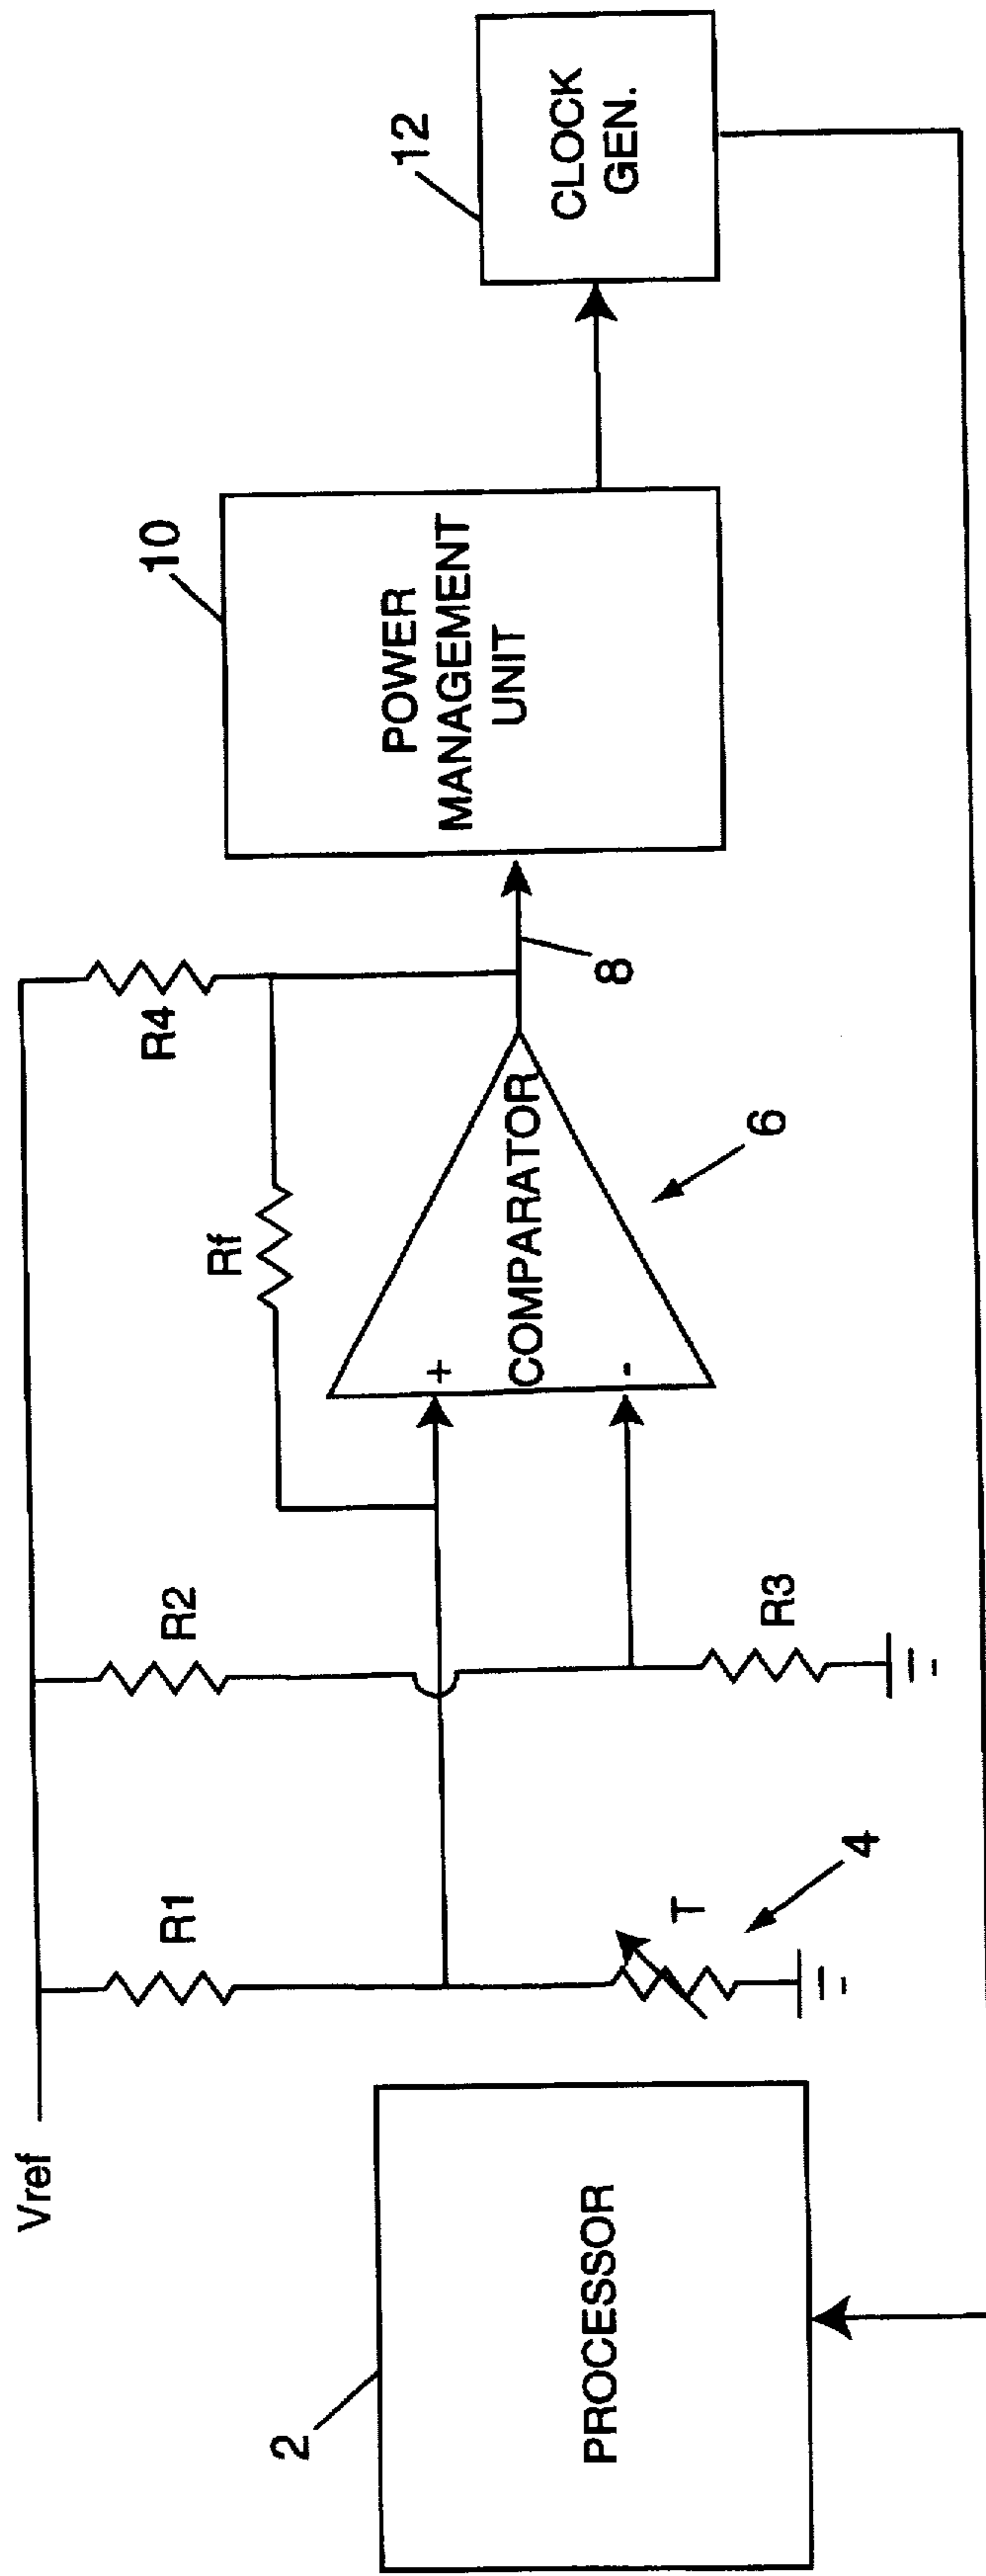 Vref
R1
R2
R4
Rf
R3
T
4
+
-
COMPARATOR
6
8
POWER
MANAGEMENT
UNIT
10
CLOCK
GEN.
12
PROCESSOR
2